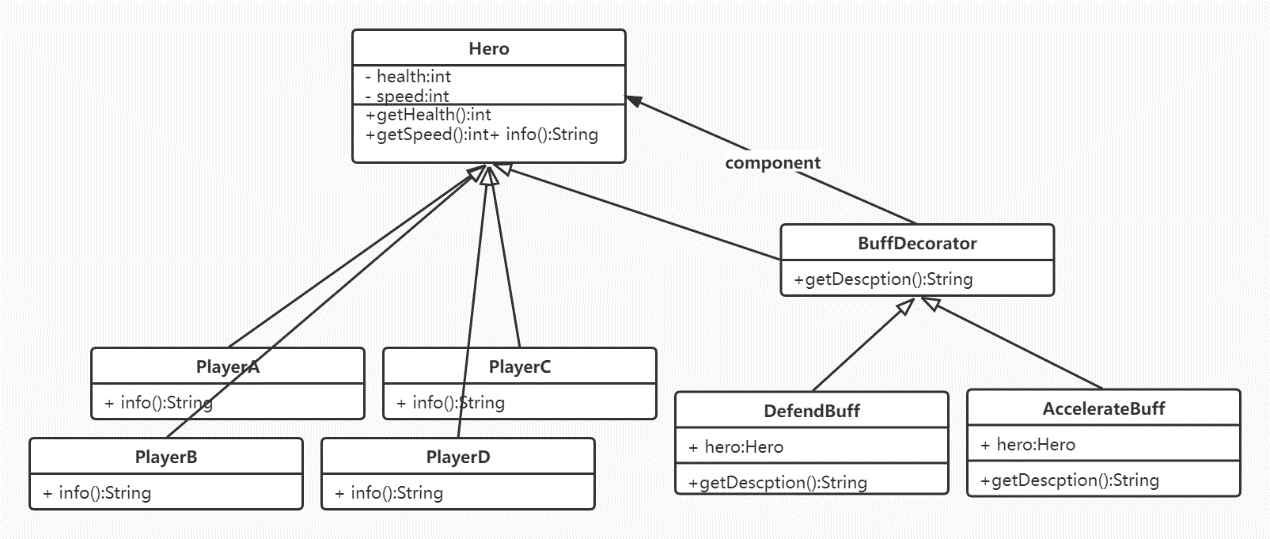 Hero
- health:int
- speed:int
+getHealth():int
+getSpeed():int+ info():String
component
BuffDecorator
+getDescption():String
PlayerA
+ info():String
PlayerC
+ info():String
PlayerB
+ info():String
PlayerD
+ info():String
DefendBuff
+ hero:Hero
+getDescption():String
AccelerateBuff
+ hero:Hero
+getDescption():String